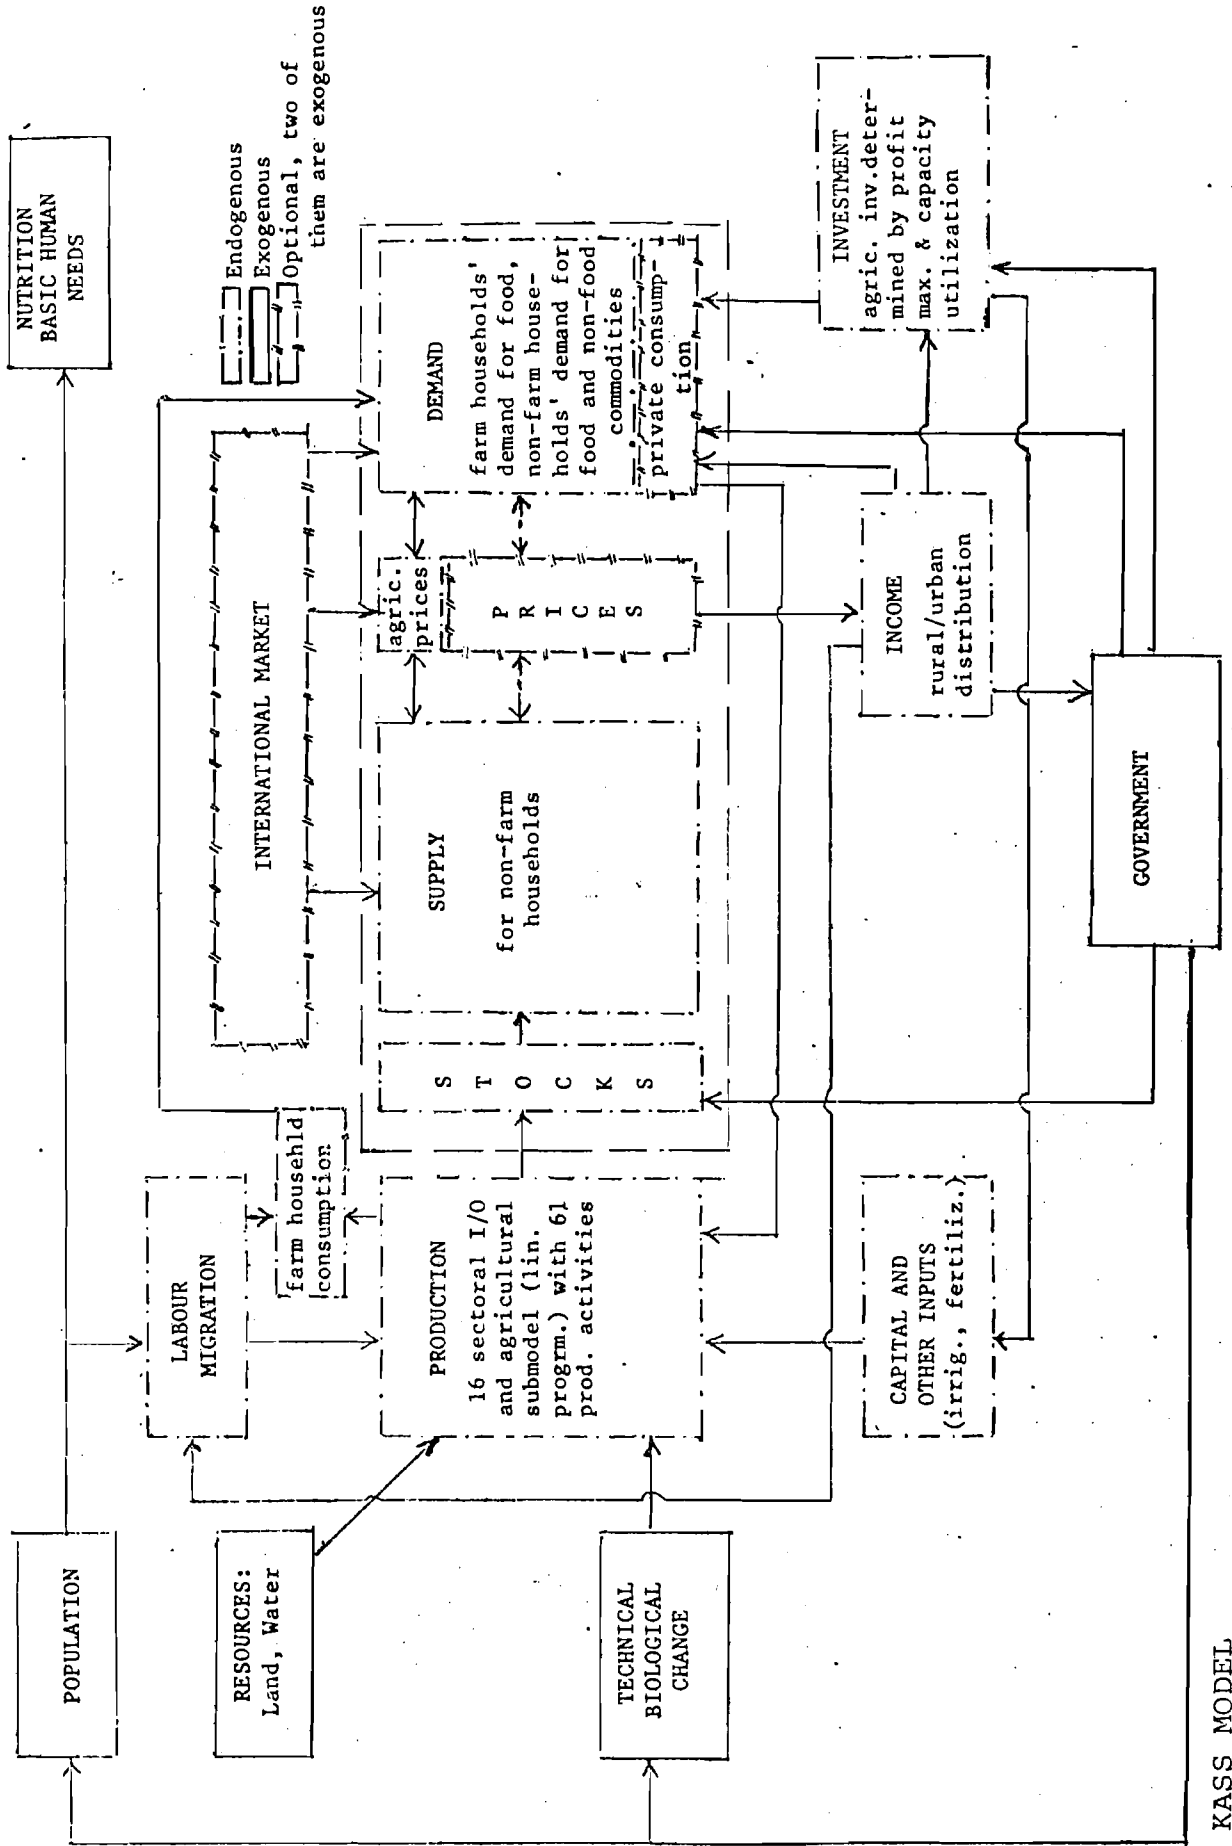 NUTRITION
BASIC HUMAN
NEEDS
Endogenous
Exogenous
Optional, two of
them are exogenous
POPULATION
LABOUR
MIGRATION
INTERNATIONAL MARKET
farm househld
consumption
RESOURCES:
Land, Water
PRODUCTION
16 sectoral I/O
and agricultural
submodel (lin.
progrm.) with 61
prod. activities
S
T
O
C
K
S
SUPPLY
for non-farm
households
agric.
prices
P
R
I
C
E
S
DEMAND
farm households'
demand for food,
non-farm house-
holds' demand for
food and non-food
commodities
private consump-
tion
TECHNICAL
BIOLOGICAL
CHANGE
CAPITAL AND
OTHER INPUTS
(irrig., fertiliz.)
INCOME
rural/urban
distribution
INVESTMENT
agric. inv.deter-
mined by profit
max. & capacity
utilization
GOVERNMENT
KASS MODEL